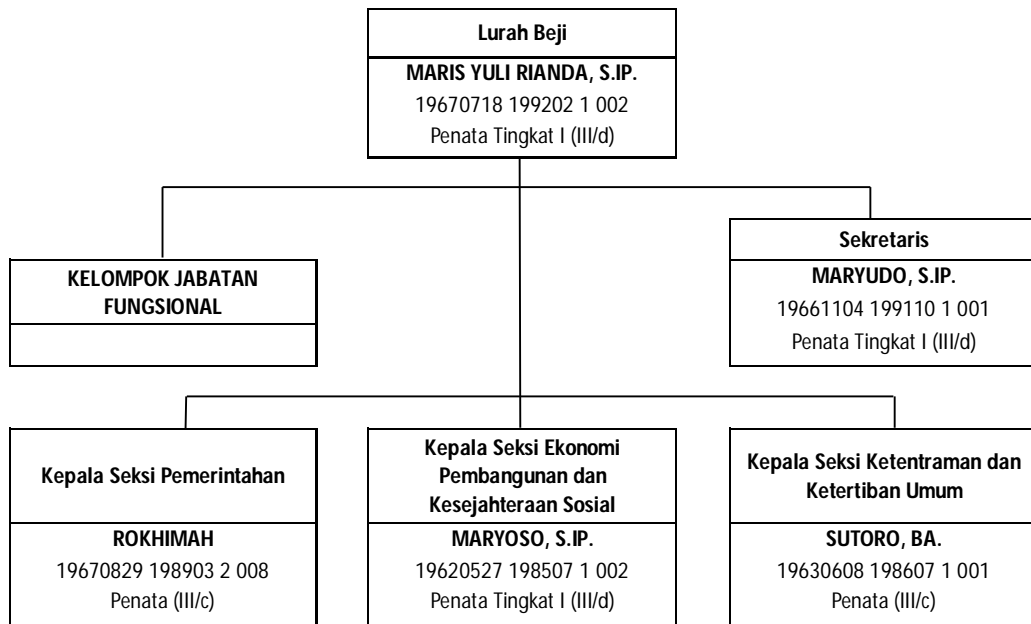 Lurah Beji
MARIS YULI RIANDA, S.IP.
19670718 199202 1 002
Penata Tingkat I (III/d)
KELOMPOK JABATAN
FUNGSIONAL
Sekretaris
MARYUDO, S.IP.
19661104 199110 1 001
Penata Tingkat I (III/d)
Kepala Seksi Pemerintahan
ROKHIMAH
19670829 198903 2 008
Penata (III/c)
Kepala Seksi Ekonomi
Pembangunan dan
Kesejahteraan Sosial
MARYOSO, S.IP.
19620527 198507 1 002
Penata Tingkat I (III/d)
Kepala Seksi Ketentraman dan
Ketertiban Umum
SUTORO, BA.
19630608 198607 1 001
Penata (III/c)